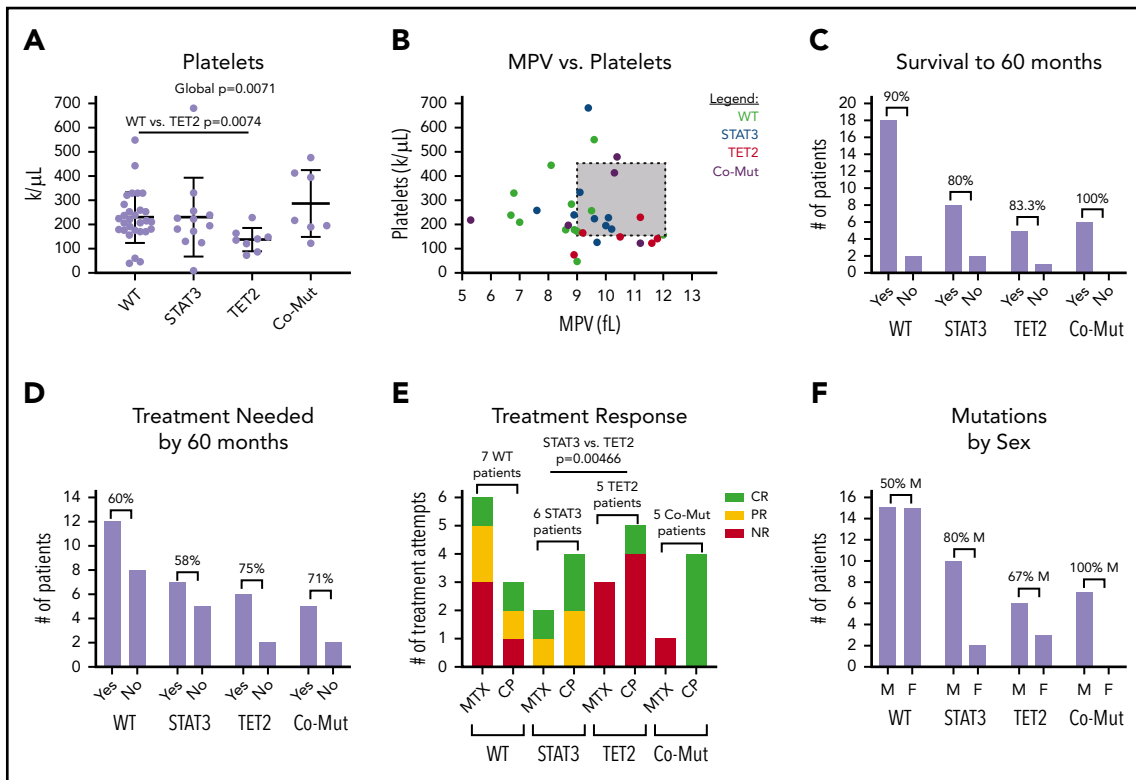 A
Platelets
Global p=0.0071
WT vs. TET2 p=0.0074
k/µL
700
600
500
400
300
200
100
0
WT
STAT3
TET2
Co-Mut
B
MPV vs. Platelets
Legend:
WT
STAT3
TET2
Co-Mut
Platelets (k/µL)
700
600
500
400
300
200
100
0
5 6 7 8 9 10 11 12 13
MPV (fL)
C
Survival to 60 months
# of patients
20
18
16
14
12
10
8
6
4
2
0
90%
80%
83.3%
100%
Yes No Yes No Yes No Yes No
WT STAT3 TET2 Co-Mut
D
Treatment Needed
by 60 months
# of patients
14
12
10
8
6
4
2
0
60%
58%
75%
71%
Yes No Yes No Yes No Yes No
WT STAT3 TET2 Co-Mut
E
Treatment Response
STAT3 vs. TET2
p=0.00466
7 WT
patients
6 STAT3
patients
5 TET2
patients
5 Co-Mut
patients
CR
PR
NR
# of treatment attempts
6
5
4
3
2
1
0
MTX CP MTX CP MTX CP MTX CP
WT STAT3 TET2 Co-Mut
F
Mutations
by Sex
# of patients
16
14
12
10
8
6
4
2
0
50% M
80% M
67% M
100% M
M F M F M F M F
WT STAT3 TET2 Co-Mut